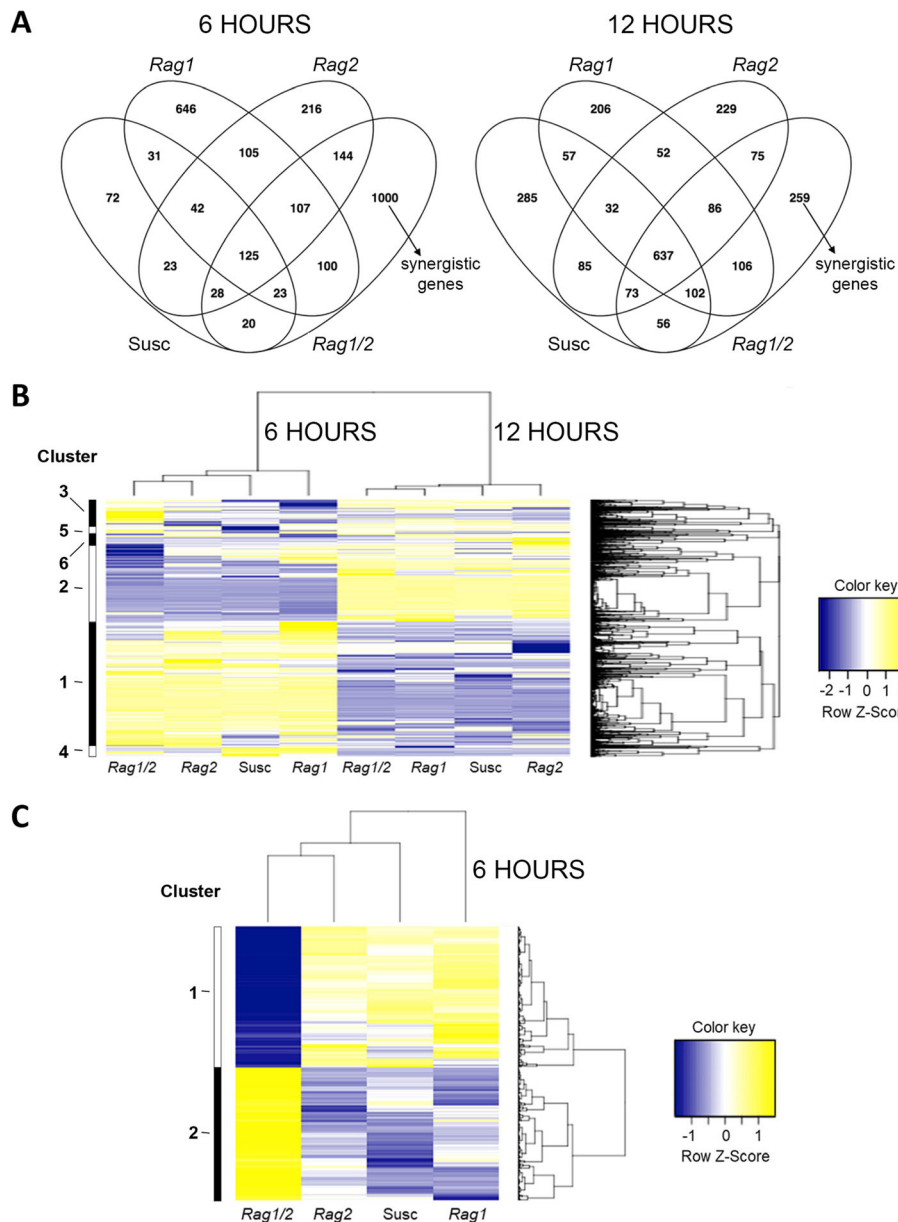 A
6 HOURS
12 HOURS
Rag1
Rag2
646
216
31
105
144
72
42
107
1000
23
125
100
28
23
20
synergistic
genes
Susc
Rag1/2
Rag1
Rag2
206
229
57
52
75
285
32
86
259
85
637
106
73
102
56
synergistic
genes
Susc
Rag1/2
B
6 HOURS
12 HOURS
Cluster
3
5
6
2
1
4
Rag1/2 Rag2 Susc Rag1 Rag1/2 Rag1 Susc Rag2
Color key
-2 -1 0 1
Row Z-Score
C
6 HOURS
Cluster
1
2
Rag1/2 Rag2 Susc Rag1
Color key
-1 0 1
Row Z-Score